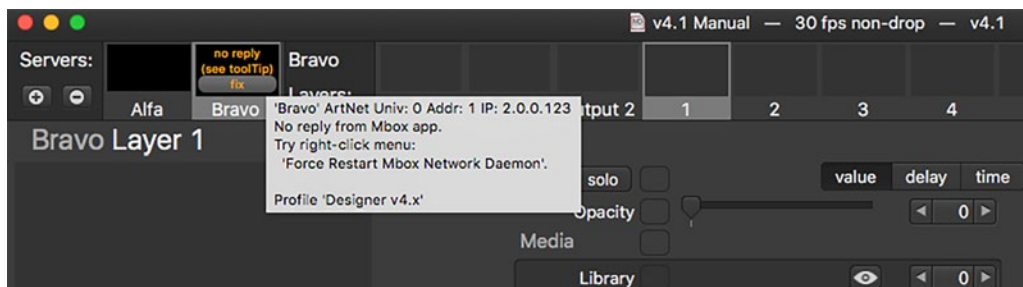 v4.1 Manual — 30 fps non-drop — v4.1
Servers:
no reply
(see toolTip)
fix
Bravo
Layers:
Alfa
Bravo
1
2
3
4
'Bravo' ArtNet Univ: 0 Addr: 1 IP: 2.0.0.123
No reply from Mbox app.
Try right-click menu:
'Force Restart Mbox Network Daemon'.
Profile 'Designer v4.x'
Bravo Layer 1
solo
value
delay
time
Opacity
0
Media
Library
0